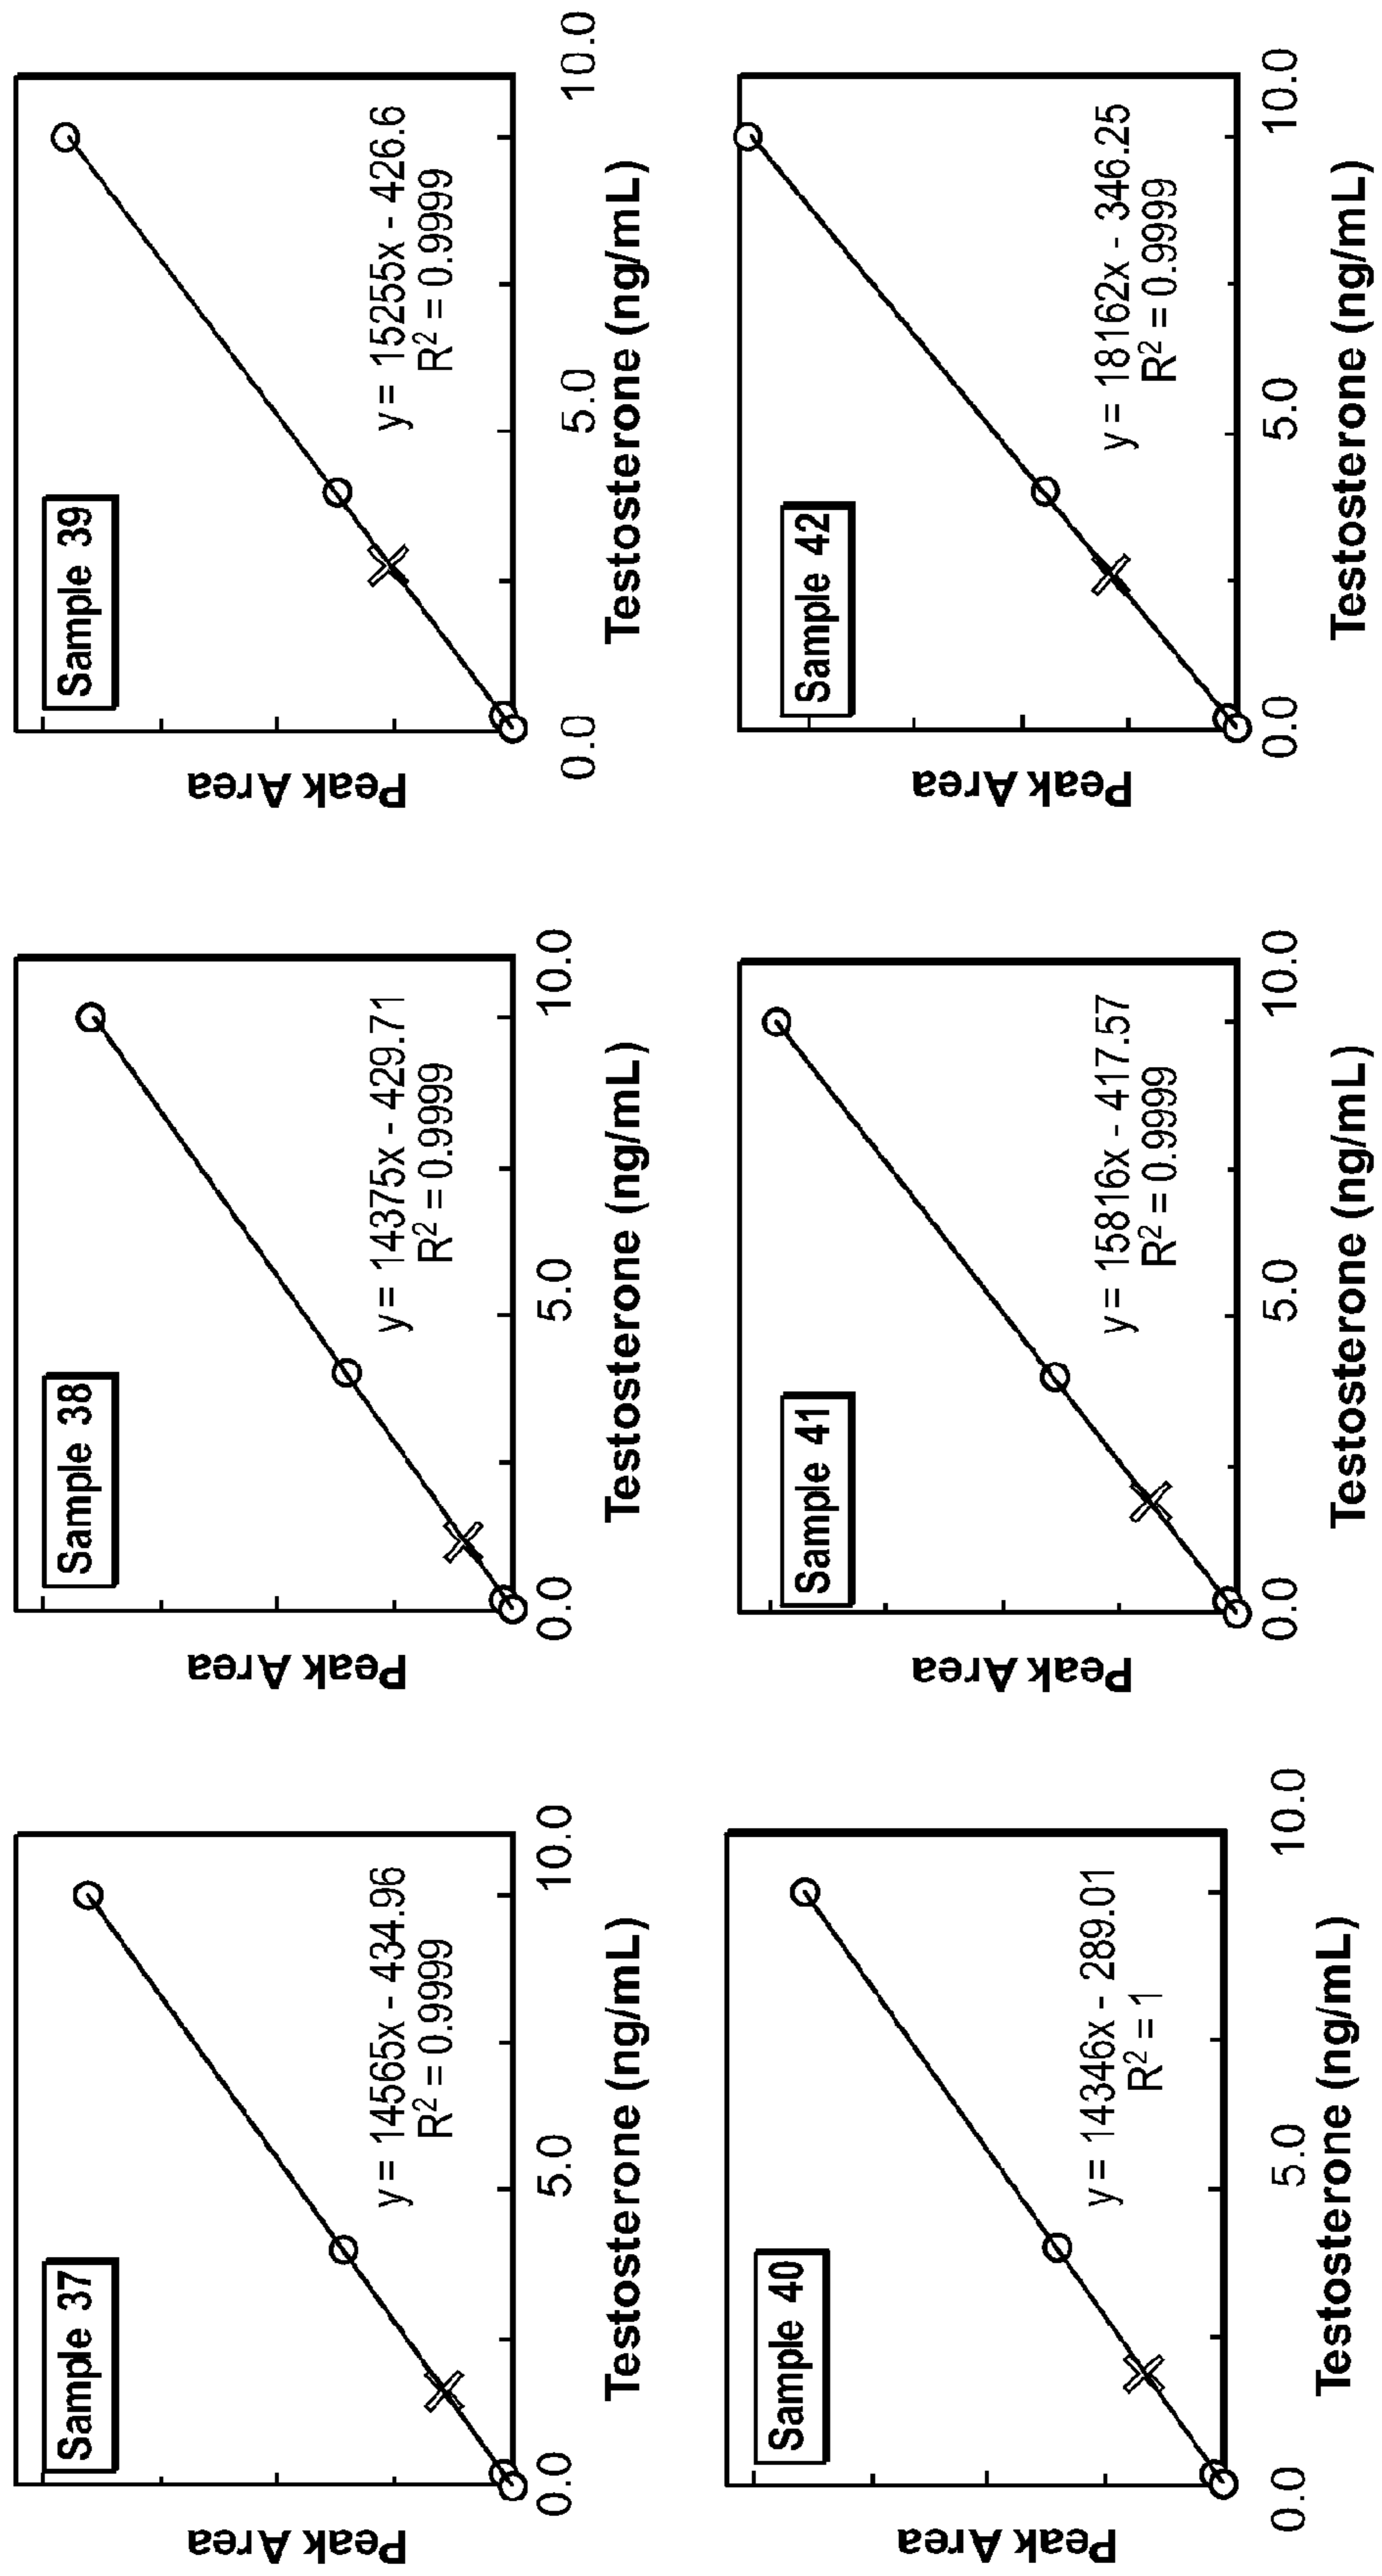 Sample 37
Peak Area
y = 14565x - 434.96
R² = 0.9999
0.0 5.0 10.0
Testosterone (ng/mL)
Sample 38
Peak Area
y = 14375x - 429.71
R² = 0.9999
0.0 5.0 10.0
Testosterone (ng/mL)
Sample 39
Peak Area
y = 15255x - 426.6
R² = 0.9999
0.0 5.0 10.0
Testosterone (ng/mL)
Sample 40
Peak Area
y = 14346x - 289.01
R² = 1
0.0 5.0 10.0
Testosterone (ng/mL)
Sample 41
Peak Area
y = 15816x - 417.57
R² = 0.9999
0.0 5.0 10.0
Testosterone (ng/mL)
Sample 42
Peak Area
y = 18162x - 346.25
R² = 0.9999
0.0 5.0 10.0
Testosterone (ng/mL)